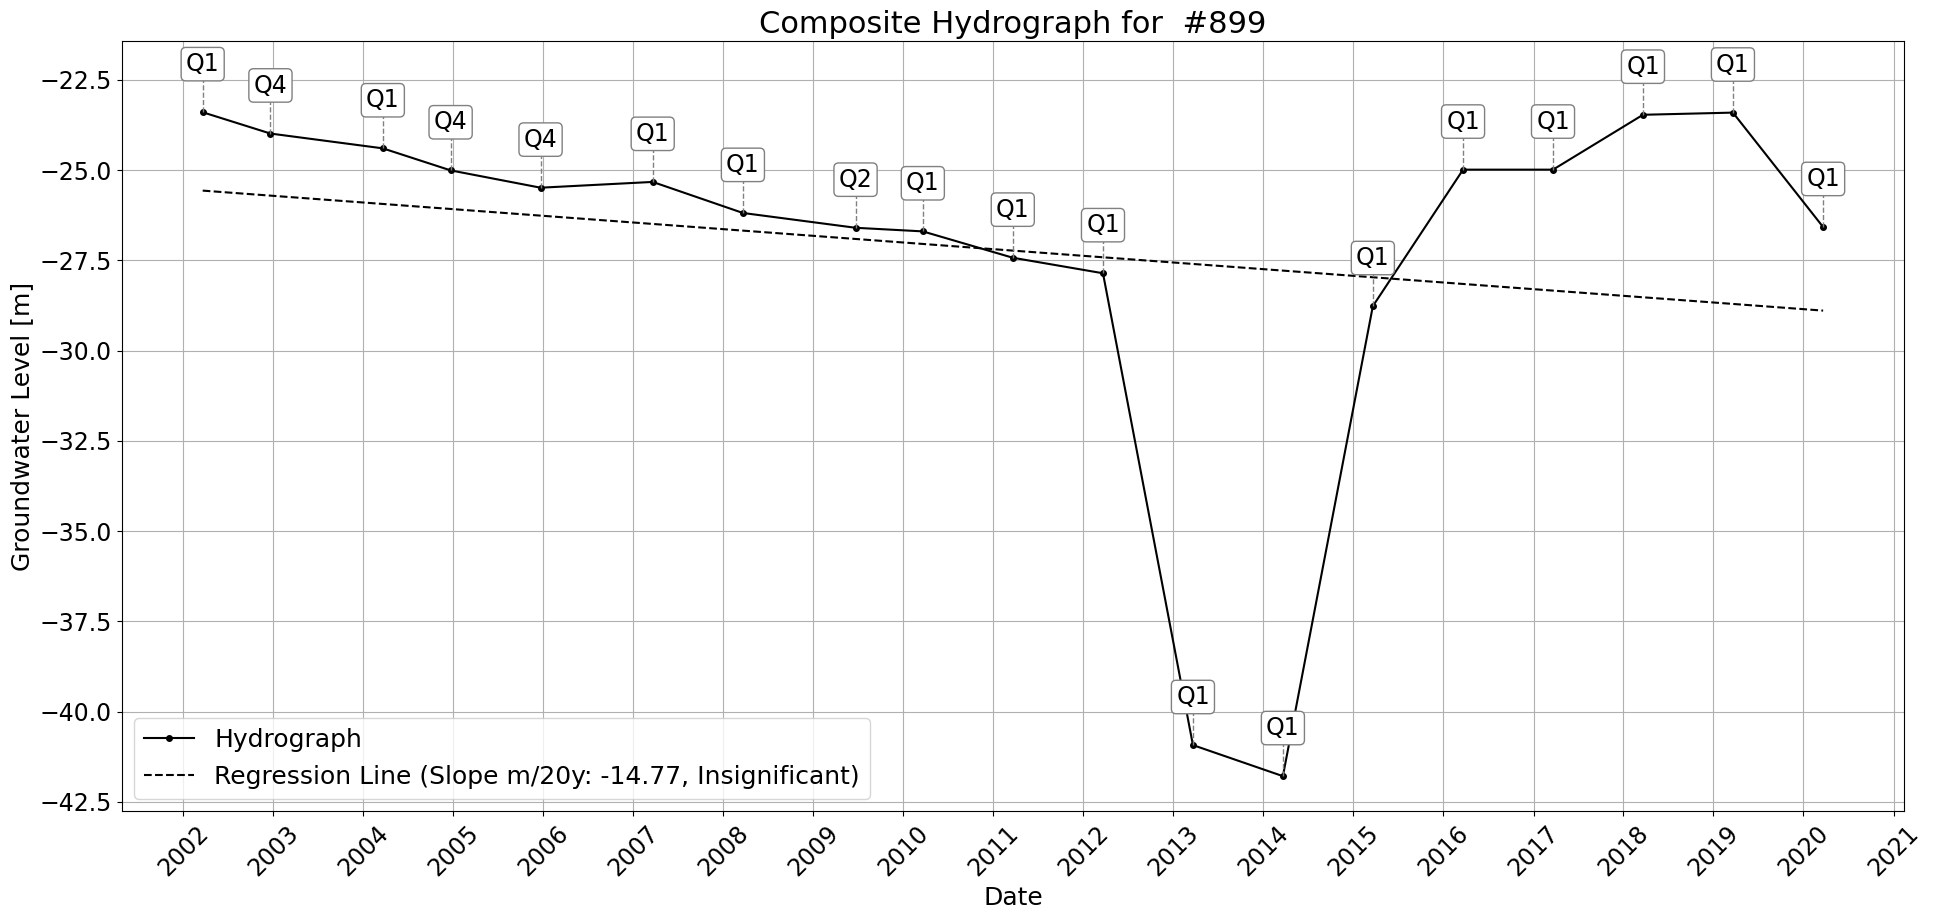 Composite Hydrograph for  #899
Q1
Q4
Q1
Q4
Q4
Q1
Q1
Q2
Q1
Q1
Q1
Q1
Q1
Q1
Q1
Q1
Q1
Q1
Q1
Groundwater Level [m]
−22.5
−25.0
−27.5
−30.0
−32.5
−35.0
−37.5
−40.0
−42.5
Hydrograph
Regression Line (Slope m/20y: -14.77, Insignificant)
2002
2003
2004
2005
2006
2007
2008
2009
2010
2011
2012
2013
2014
2015
2016
2017
2018
2019
2020
2021
Date